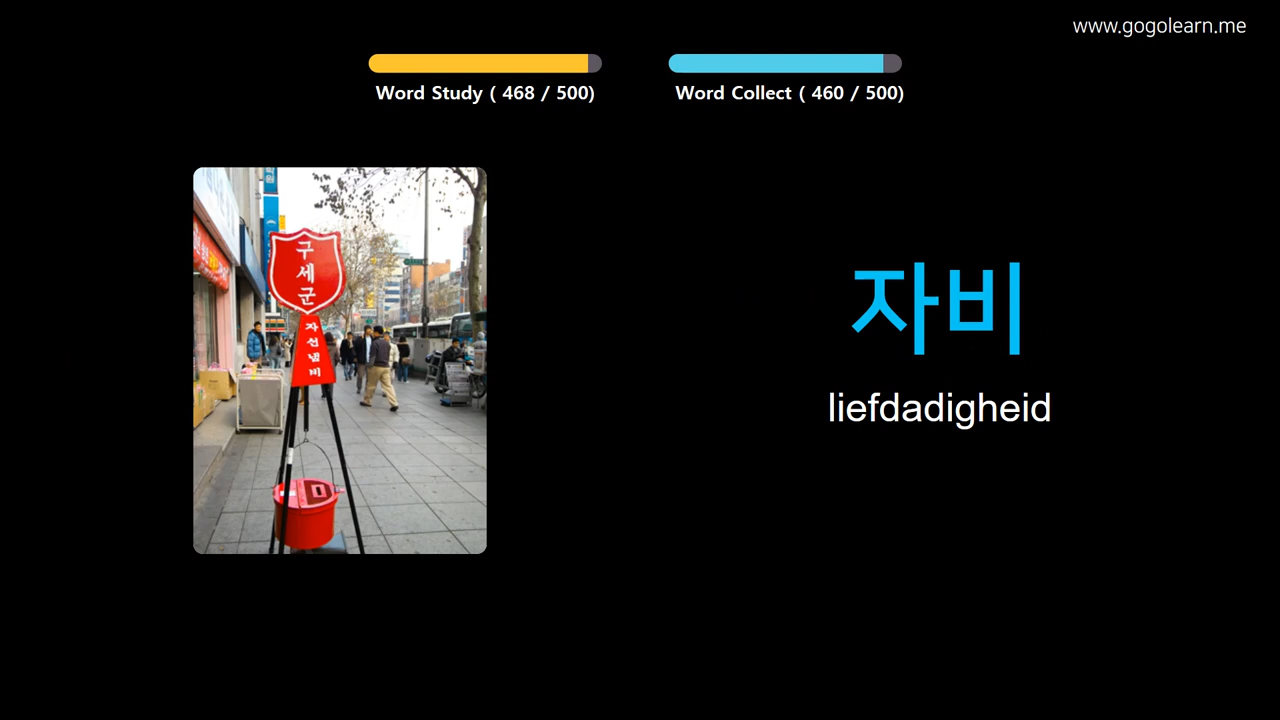 www.gogolearn.me
Word Study ( 468 / 500)
Word Collect ( 460 / 500)
구
세
군
자
선
냄
비
자비
liefdadigheid